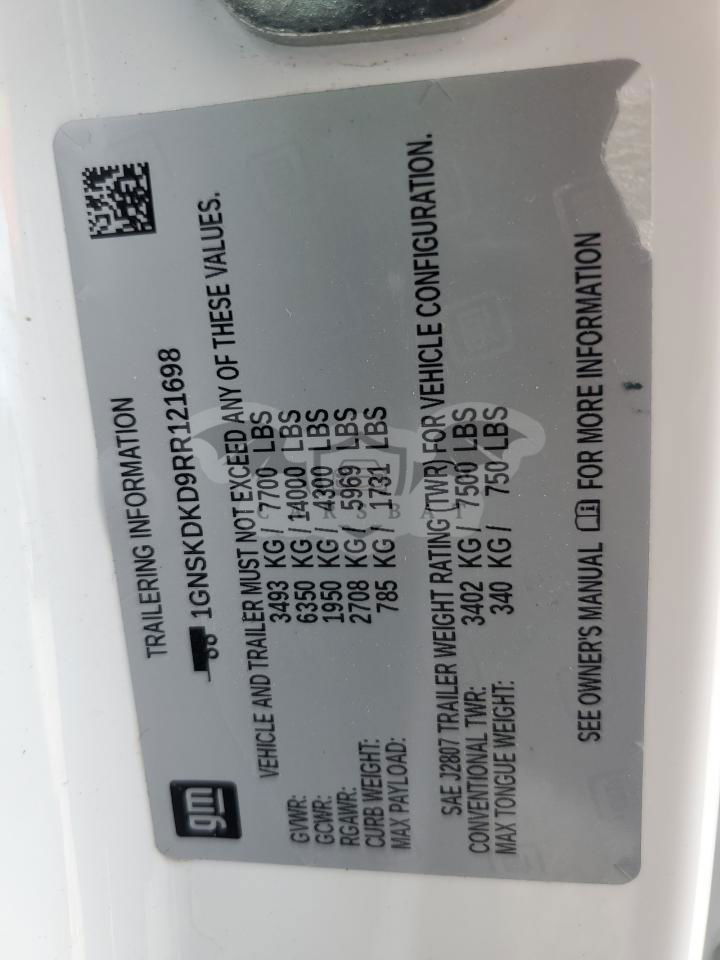 gm
TRAILERING INFORMATION
1GNSKDKD9RR121698
VEHICLE AND TRAILER MUST NOT EXCEED ANY OF THESE VALUES.
GVWR: 3493 KG / 7700 LBS
GCWR: 6350 KG / 14000 LBS
RGAWR: 1950 KG / 4300 LBS
CURB WEIGHT: 2708 KG / 5969 LBS
MAX PAYLOAD: 785 KG / 1731 LBS
SAE J2807 TRAILER WEIGHT RATING (TWR) FOR VEHICLE CONFIGURATION.
CONVENTIONAL TWR: 3402 KG / 7500 LBS
MAX TONGUE WEIGHT: 340 KG / 750 LBS
SEE OWNER'S MANUAL FOR MORE INFORMATION